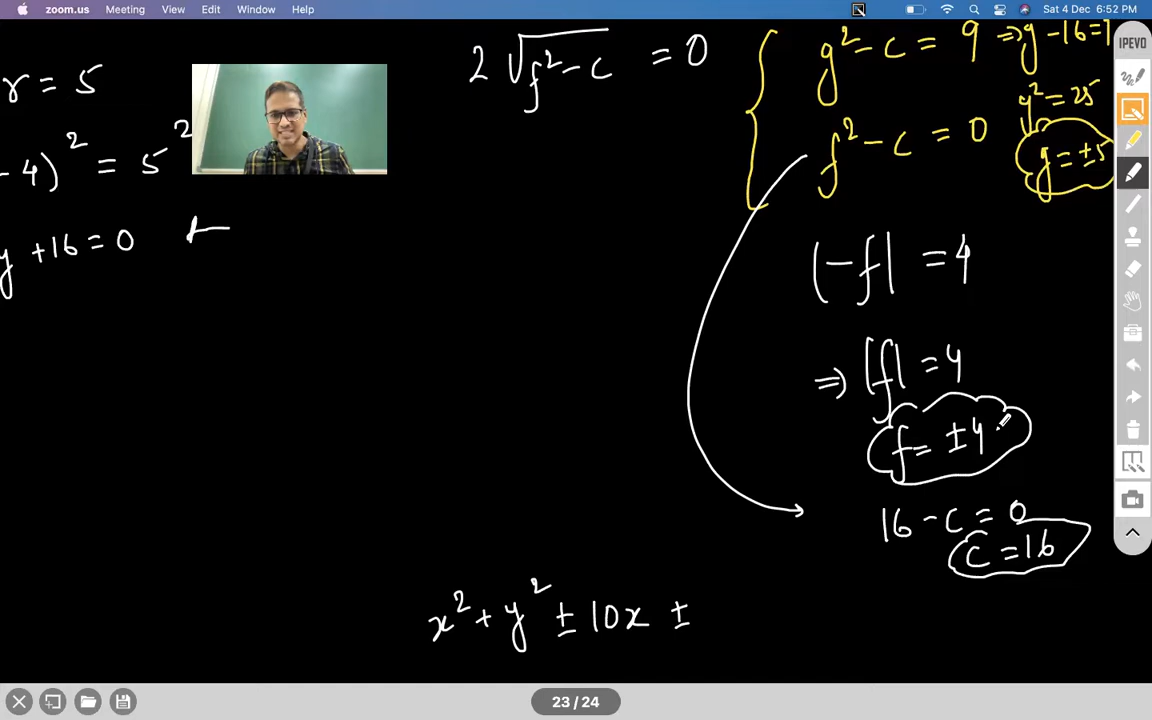 zoom.us Meeting View Edit Window Help
Sat 4 Dec 6:52 PM
IPEVO
r = 5
- 4)² = 5²
y + 16 = 0
2 √f² - c = 0
g² - c = 9 ⇒ g - 16 =
g² = 25
f² - c = 0
g = ±5
|-f| = 4
⇒ |f| = 4
f = ±4
16 - c = 0
c = 16
x² + y² ± 10x ±
23 / 24